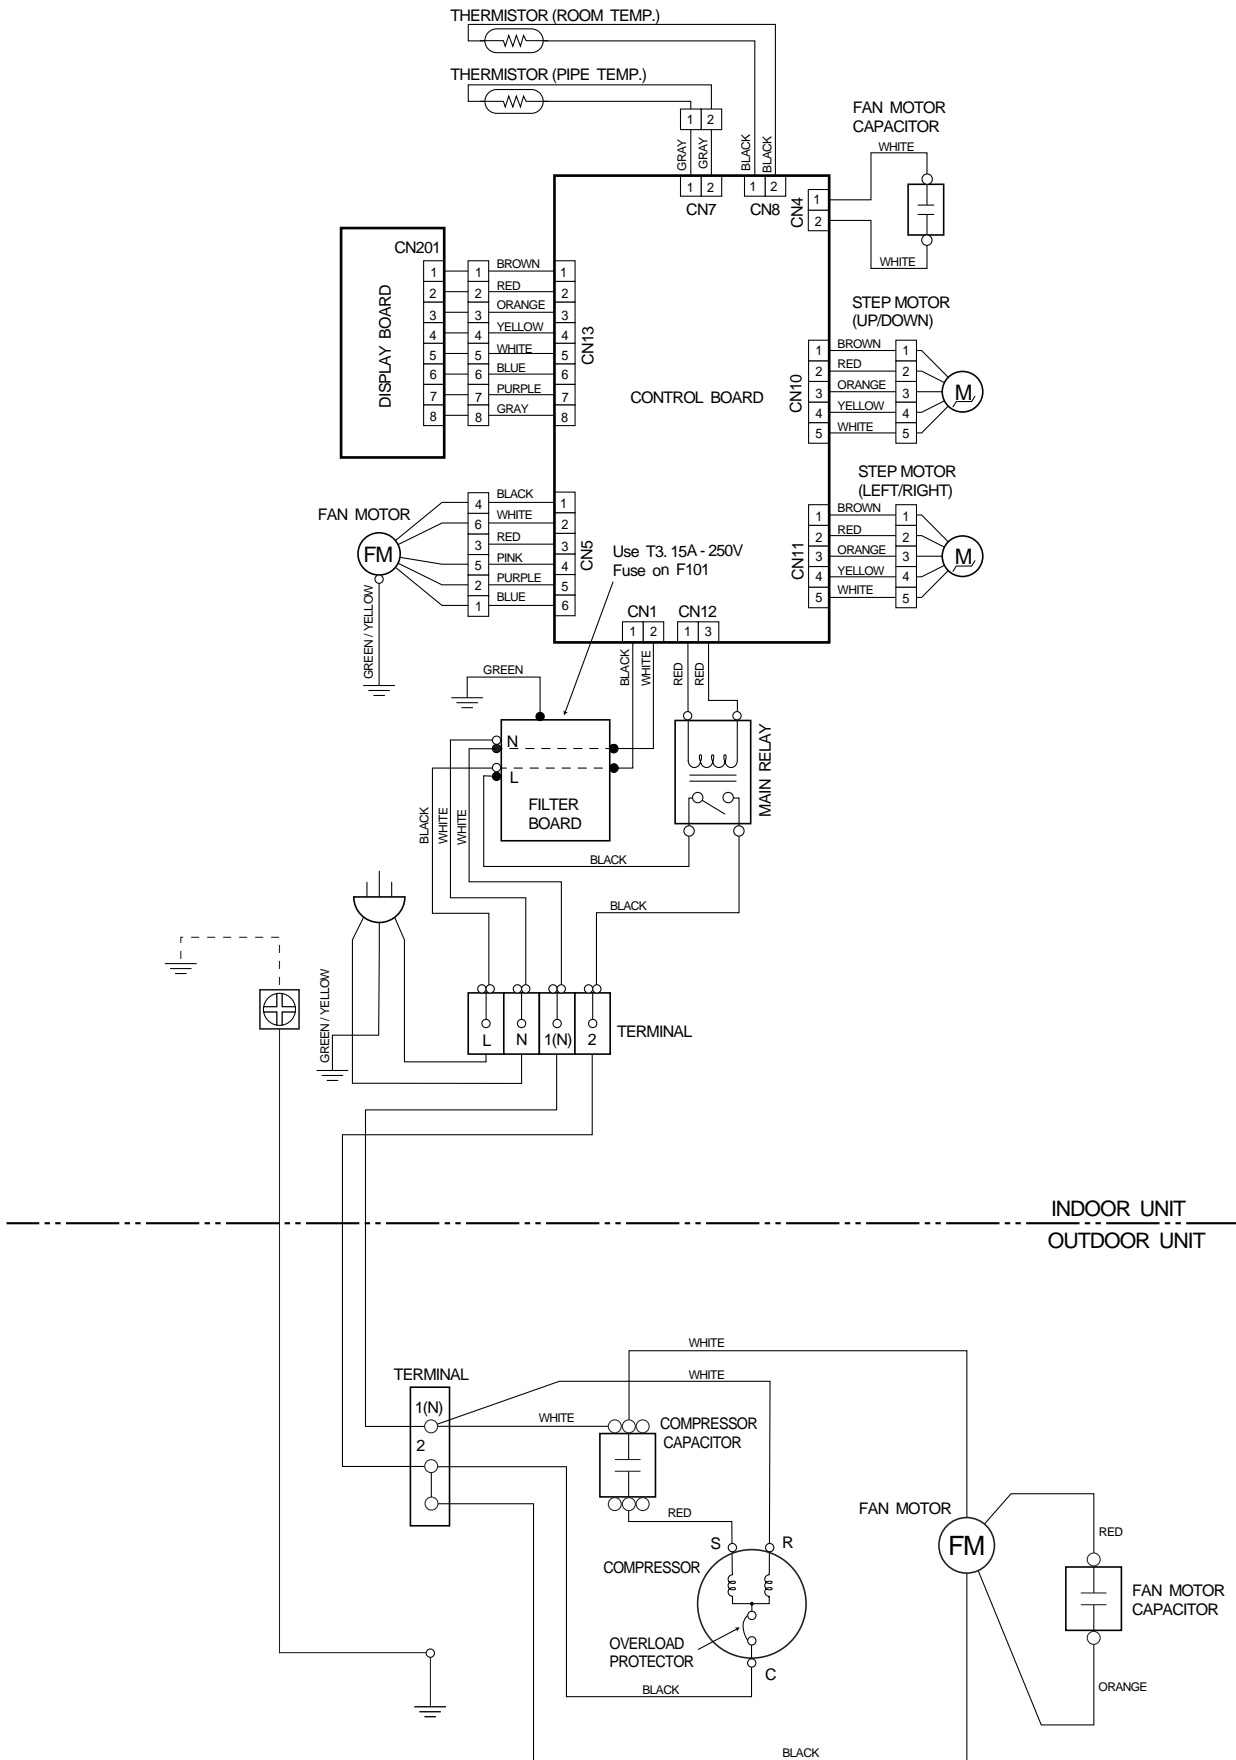 THERMISTOR (ROOM TEMP.)
THERMISTOR (PIPE TEMP.)
1 2
GRAY
GRAY
BLACK
BLACK
1 2
CN7
1 2
CN8
FAN MOTOR
CAPACITOR
WHITE
CN4
1
2
WHITE
CN201
DISPLAY BOARD
1 1 BROWN 1
2 2 RED 2
3 3 ORANGE 3
4 4 YELLOW 4
5 5 WHITE 5
6 6 BLUE 6
7 7 PURPLE 7
8 8 GRAY 8
CN13
CONTROL BOARD
STEP MOTOR
(UP/DOWN)
CN10
1 BROWN 1
2 RED 2
3 ORANGE 3
4 YELLOW 4
5 WHITE 5
M
STEP MOTOR
(LEFT/RIGHT)
CN11
1 BROWN 1
2 RED 2
3 ORANGE 3
4 YELLOW 4
5 WHITE 5
M
FAN MOTOR
FM
GREEN / YELLOW
4 BLACK 1
6 WHITE 2
3 RED 3
5 PINK 4
2 PURPLE 5
1 BLUE 6
CN5
Use T3. 15A - 250V
Fuse on F101
CN1
1 2
CN12
1 3
BLACK
WHITE
RED
RED
GREEN
N
L
FILTER
BOARD
MAIN RELAY
BLACK
WHITE
WHITE
BLACK
BLACK
GREEN / YELLOW
L N 1(N) 2
TERMINAL
INDOOR UNIT
OUTDOOR UNIT
WHITE
WHITE
TERMINAL
1(N)
2
WHITE
COMPRESSOR
CAPACITOR
RED
S
R
COMPRESSOR
OVERLOAD
PROTECTOR
C
BLACK
FAN MOTOR
FM
RED
FAN MOTOR
CAPACITOR
ORANGE
BLACK